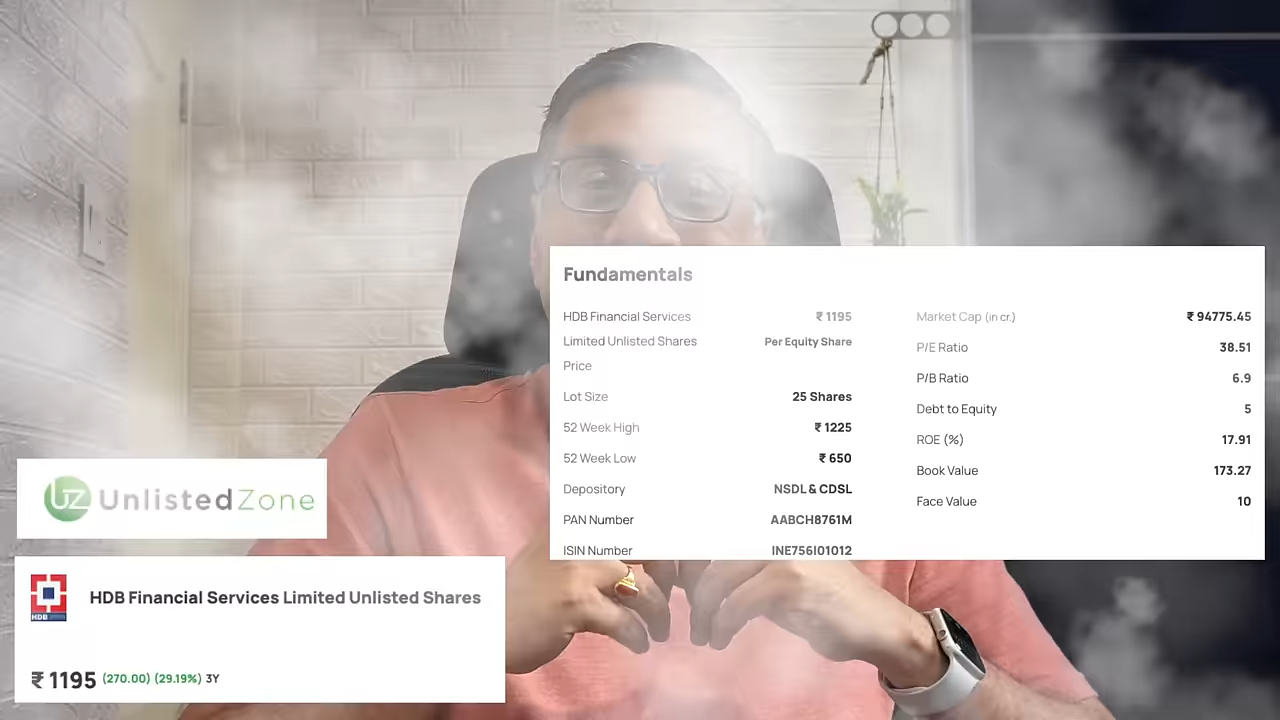 Fundamentals
HDB Financial Services ₹ 1195
Limited Unlisted Shares Per Equity Share
Price
Lot Size 25 Shares
52 Week High ₹ 1225
52 Week Low ₹ 650
Depository NSDL & CDSL
PAN Number AABCH8761M
ISIN Number INE756I01012
Market Cap (in cr.) ₹ 94775.45
P/E Ratio 38.51
P/B Ratio 6.9
Debt to Equity 5
ROE (%) 17.91
Book Value 173.27
Face Value 10
UZ UnlistedZone
HDB
HDB Financial Services Limited Unlisted Shares
₹ 1195 (270.00) (29.19%) 3Y